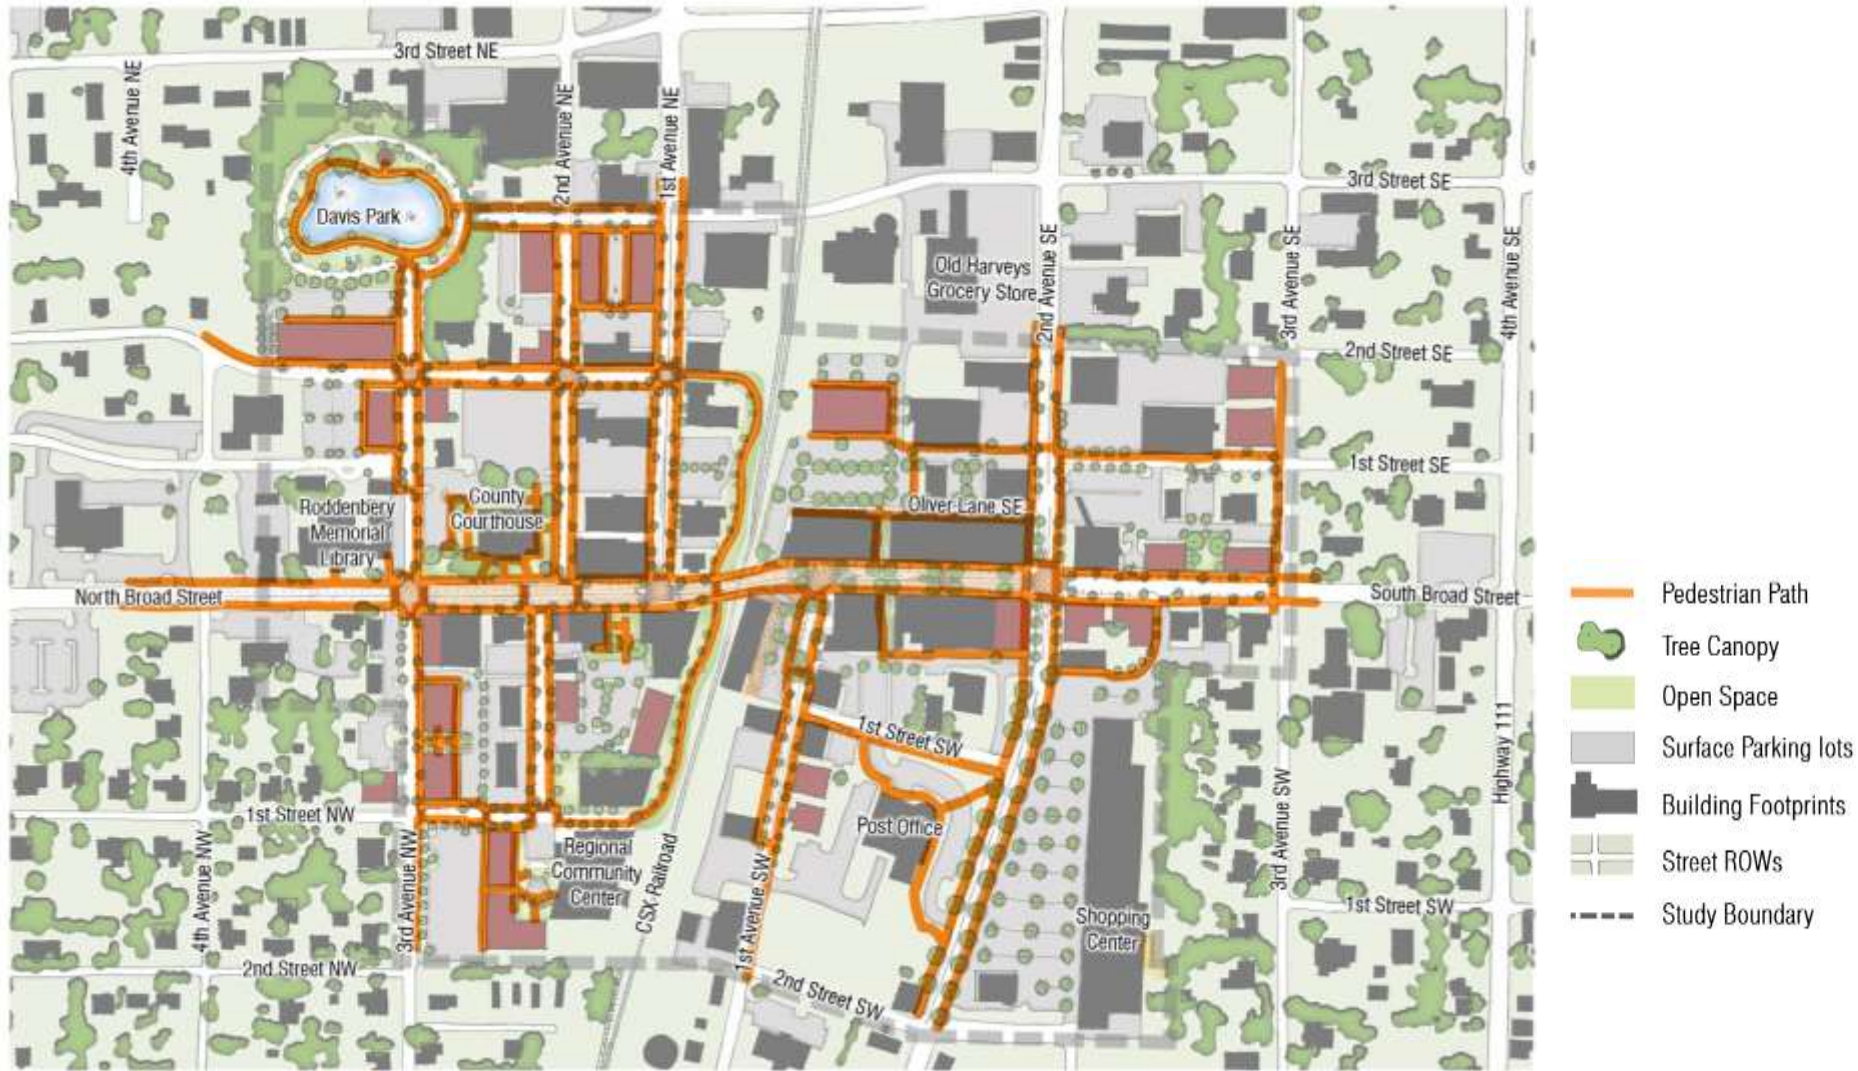 3rd Street NE
4th Avenue NE
2nd Avenue NE
1st Avenue NE
Davis Park
3rd Street SE
2nd Avenue SE
3rd Avenue SE
4th Avenue SE
Old Harveys
Grocery Store
2nd Street SE
1st Street SE
Roddenbery
Memorial
Library
County
Courthouse
Oliver Lane SE
North Broad Street
South Broad Street
1st Street SW
Highway 111
1st Street NW
4th Avenue NW
3rd Avenue NW
Regional
Community
Center
CSX Railroad
1st Avenue SW
Post Office
3rd Avenue SW
Shopping
Center
1st Street SW
2nd Street NW
2nd Street SW
Pedestrian Path
Tree Canopy
Open Space
Surface Parking lots
Building Footprints
Street ROWs
Study Boundary